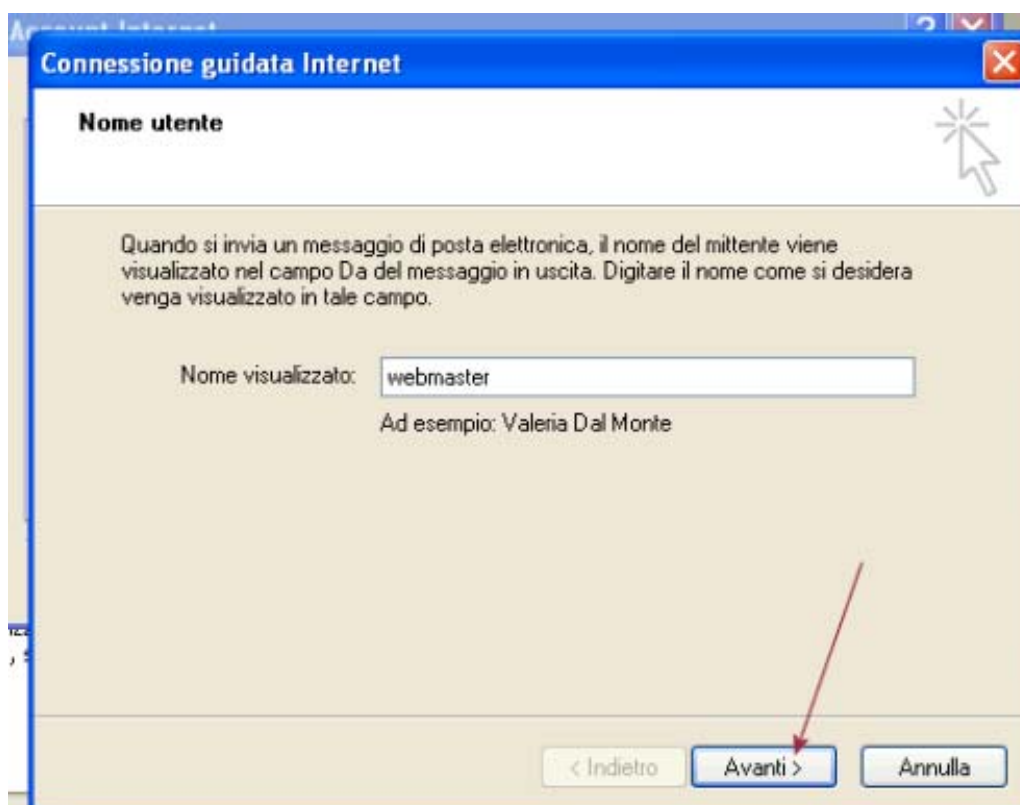 Account Internet
Connessione guidata Internet
Nome utente
Quando si invia un messaggio di posta elettronica, il nome del mittente viene
visualizzato nel campo Da del messaggio in uscita. Digitare il nome come si desidera
venga visualizzato in tale campo.
Nome visualizzato: webmaster
Ad esempio: Valeria Dal Monte
< Indietro Avanti > Annulla